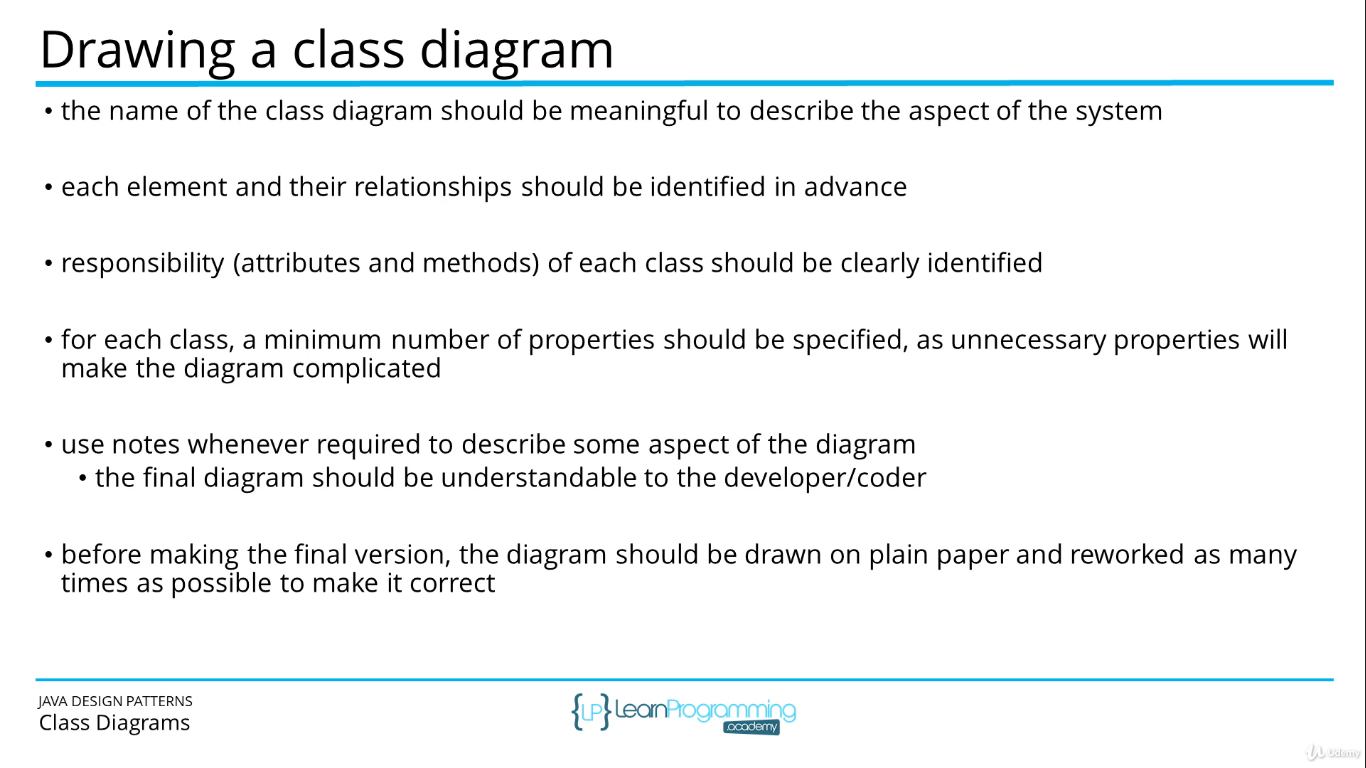 Drawing a class diagram
• the name of the class diagram should be meaningful to describe the aspect of the system
• each element and their relationships should be identified in advance
• responsibility (attributes and methods) of each class should be clearly identified
• for each class, a minimum number of properties should be specified, as unnecessary properties will
make the diagram complicated
• use notes whenever required to describe some aspect of the diagram
• the final diagram should be understandable to the developer/coder
• before making the final version, the diagram should be drawn on plain paper and reworked as many
times as possible to make it correct
JAVA DESIGN PATTERNS
Class Diagrams
{LP} LearnProgramming
.academy
Udemy